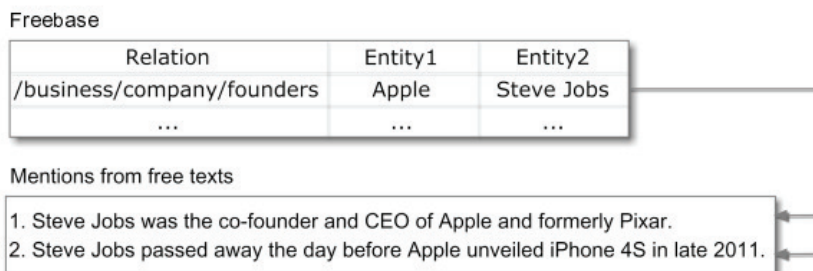 Freebase
Relation Entity1 Entity2
/business/company/founders Apple Steve Jobs
... ... ...
Mentions from free texts
1. Steve Jobs was the co-founder and CEO of Apple and formerly Pixar.
2. Steve Jobs passed away the day before Apple unveiled iPhone 4S in late 2011.